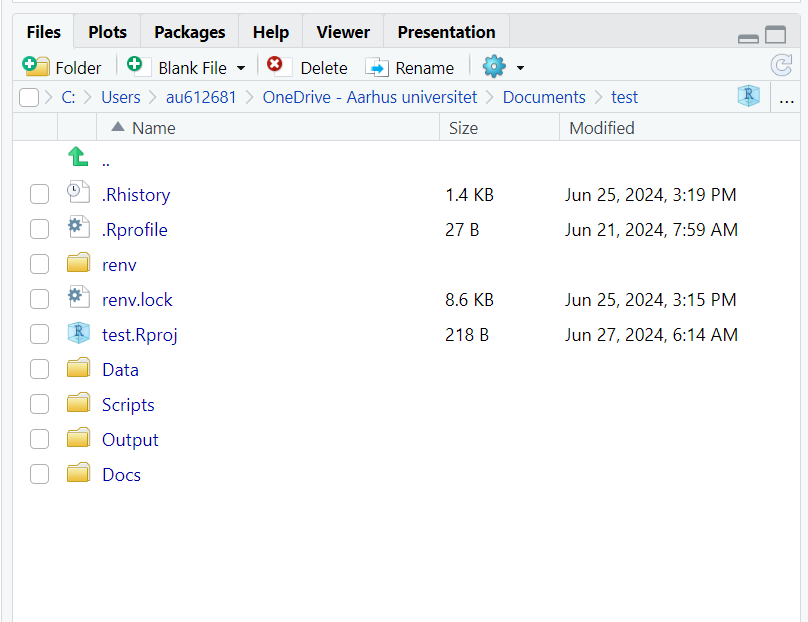 Files Plots Packages Help Viewer Presentation
Folder Blank File Delete Rename
C: Users au612681 OneDrive - Aarhus universitet Documents test R ...
Name Size Modified
..
.Rhistory 1.4 KB Jun 25, 2024, 3:19 PM
.Rprofile 27 B Jun 21, 2024, 7:59 AM
renv
renv.lock 8.6 KB Jun 25, 2024, 3:15 PM
R test.Rproj 218 B Jun 27, 2024, 6:14 AM
Data
Scripts
Output
Docs